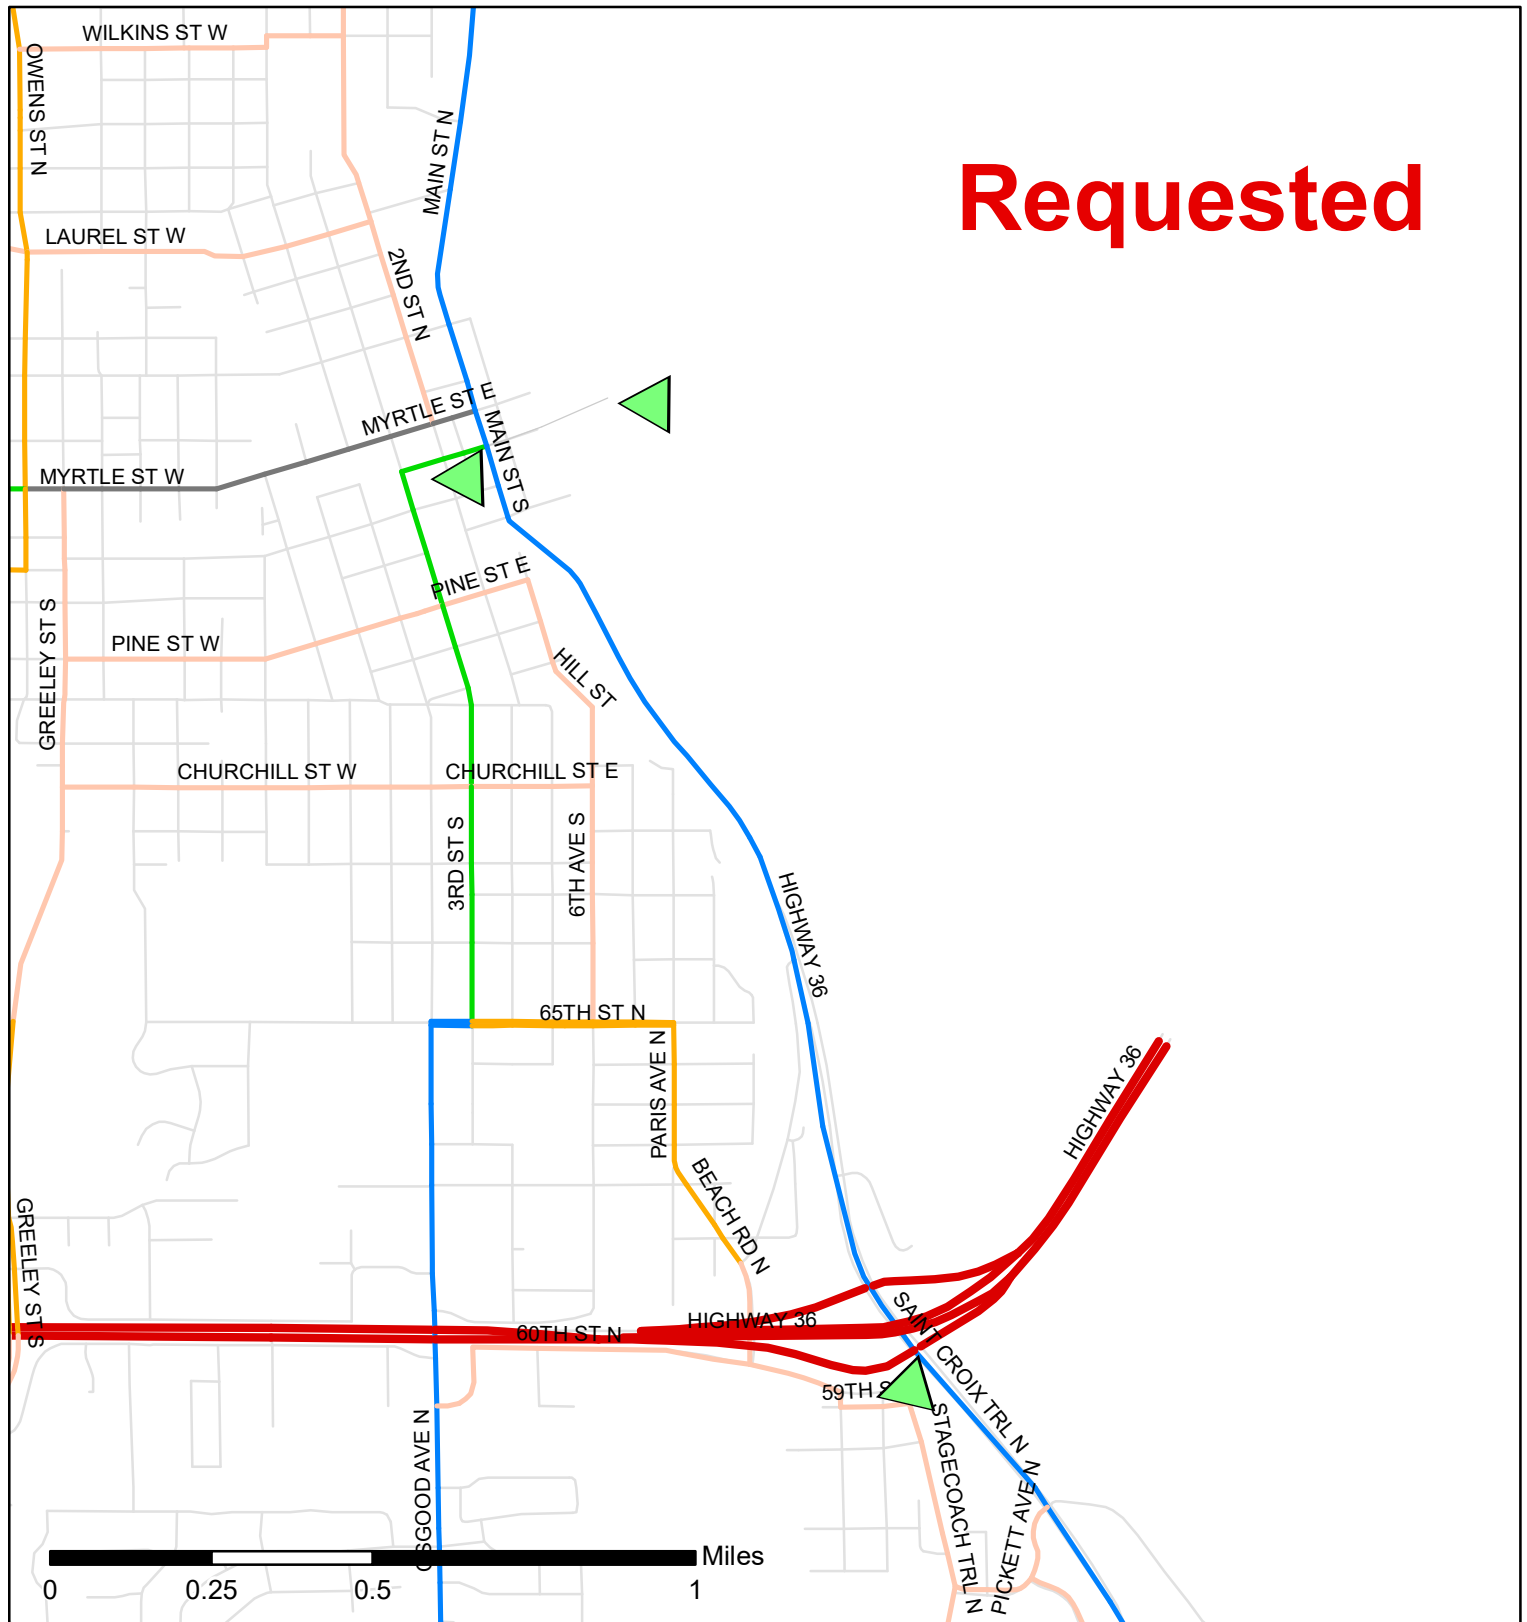 WILKINS ST W
OWENS ST N
MAIN ST N
Requested
LAUREL ST W
2ND ST N
MYRTLE ST E
MAIN ST S
MYRTLE ST W
PINE ST E
GREELEY ST S
PINE ST W
HILL ST
CHURCHILL ST W
CHURCHILL ST E
3RD ST S
6TH AVE S
HIGHWAY 36
65TH ST N
PARIS AVE N
HIGHWAY 36
BEACH RD N
GREELEY ST S
HIGHWAY 36
60TH ST N
SAINT CROIX TRL N
59TH S
STAGECOACH TRL N
OSGOOD AVE N
PICKETT AVE N
Miles
0 0.25 0.5 1